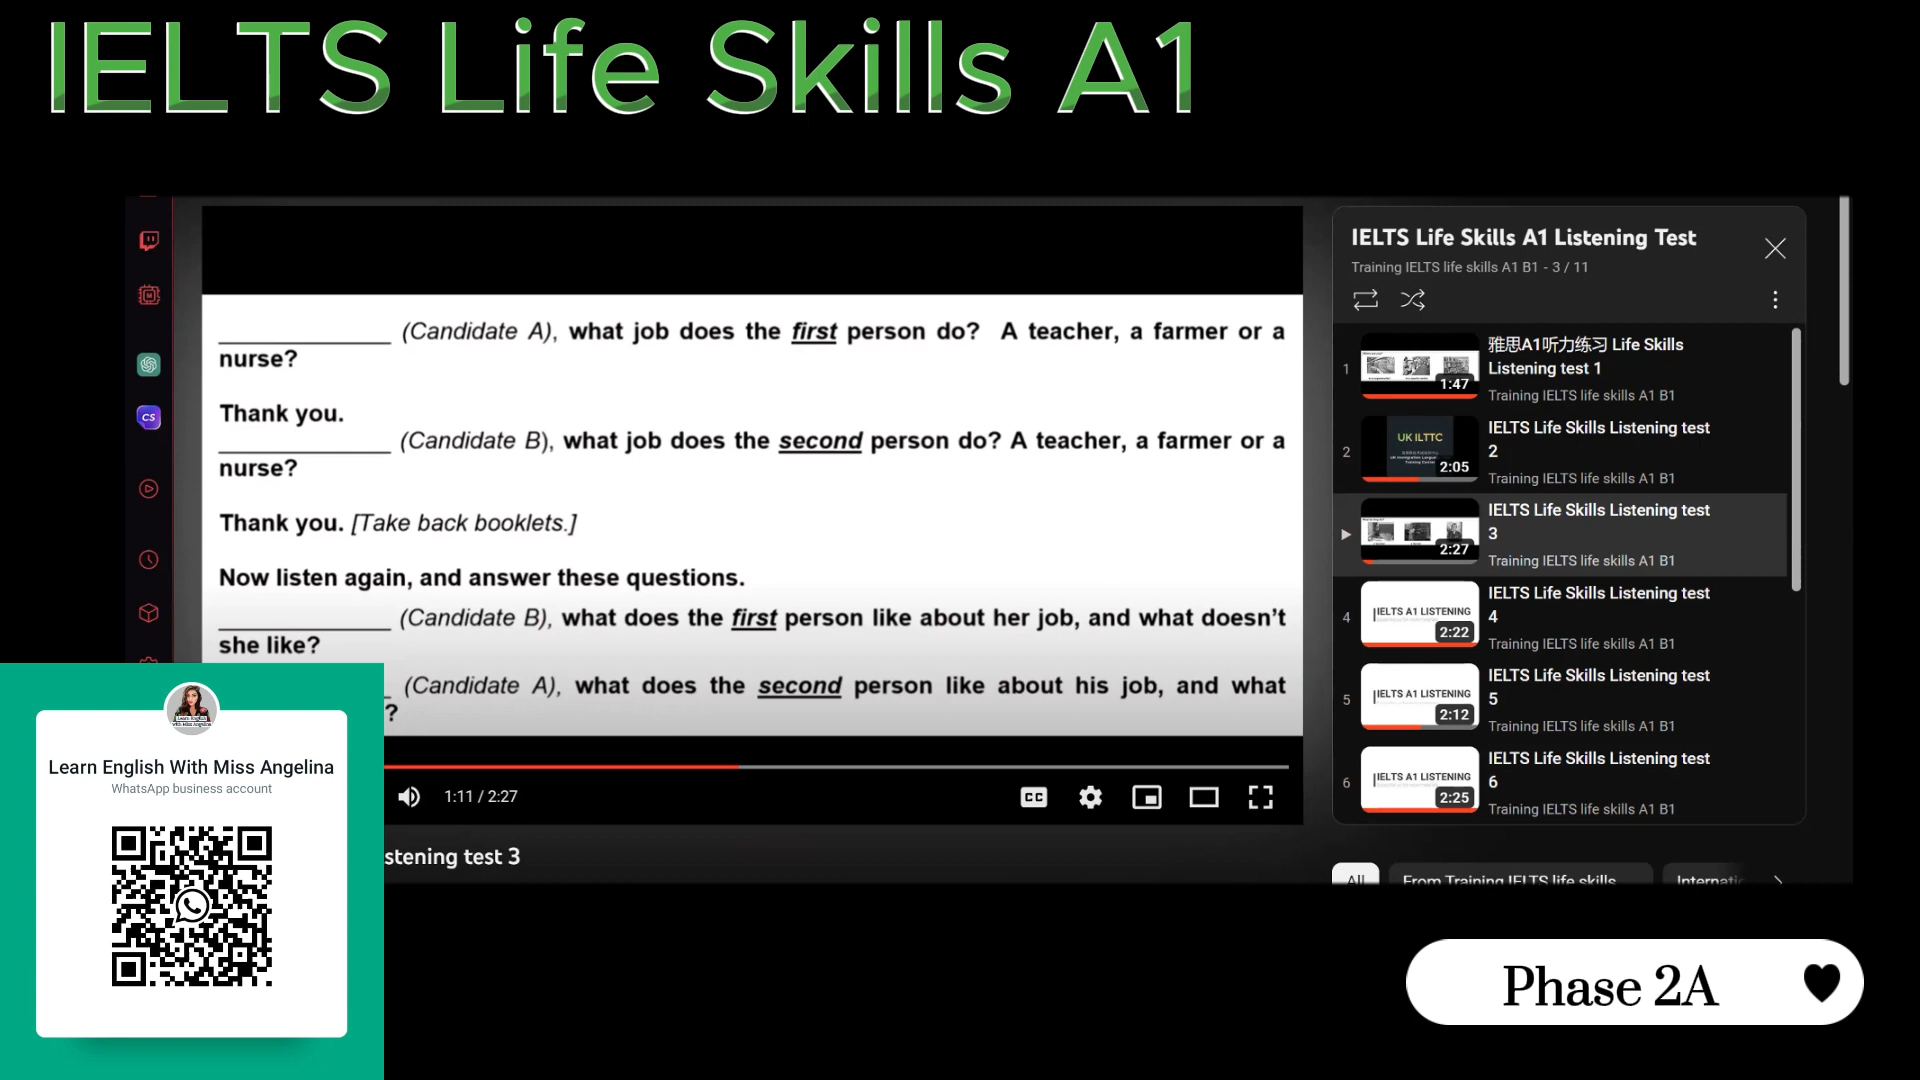 IELTS Life Skills A1
____________ (Candidate A), what job does the first person do? A teacher, a farmer or a
nurse?
Thank you.
____________ (Candidate B), what job does the second person do? A teacher, a farmer or a
nurse?
Thank you. [Take back booklets.]
Now listen again, and answer these questions.
____________ (Candidate B), what does the first person like about her job, and what doesn't
she like?
(Candidate A), what does the second person like about his job, and what
?
1:11 / 2:27
CC
stening test 3
IELTS Life Skills A1 Listening Test
Training IELTS life skills A1 B1 - 3 / 11
1
1:47
雅思A1听力练习 Life Skills
Listening test 1
Training IELTS life skills A1 B1
2
UK ILTTC
2:05
IELTS Life Skills Listening test
2
Training IELTS life skills A1 B1
2:27
IELTS Life Skills Listening test
3
Training IELTS life skills A1 B1
4
IELTS A1 LISTENING
2:22
IELTS Life Skills Listening test
4
Training IELTS life skills A1 B1
5
IELTS A1 LISTENING
2:12
IELTS Life Skills Listening test
5
Training IELTS life skills A1 B1
6
IELTS A1 LISTENING
2:25
IELTS Life Skills Listening test
6
Training IELTS life skills A1 B1
All
From Training IELTS life skills
Internati
CS
Learn English
with Miss Angelina
Learn English With Miss Angelina
WhatsApp business account
Phase 2A